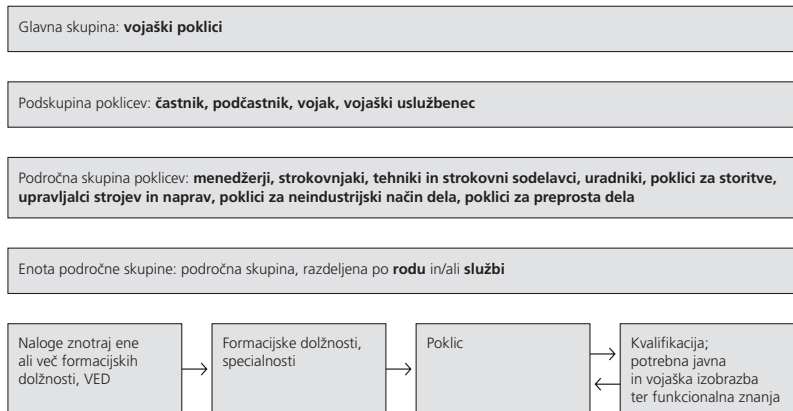 Glavna skupina: vojaški poklici
Podskupina poklicev: častnik, podčastnik, vojak, vojaški uslužbenec
Področna skupina poklicev: menedžerji, strokovnjaki, tehniki in strokovni sodelavci, uradniki, poklici za storitve,
upravljalci strojev in naprav, poklici za neindustrijski način dela, poklici za preprosta dela
Enota področne skupine: področna skupina, razdeljena po rodu in/ali službi
Naloge znotraj ene
ali več formacijskih
dolžnosti, VED
Formacijske dolžnosti,
specialnosti
Poklic
Kvalifikacija;
potrebna javna
in vojaška izobrazba
ter funkcionalna znanja